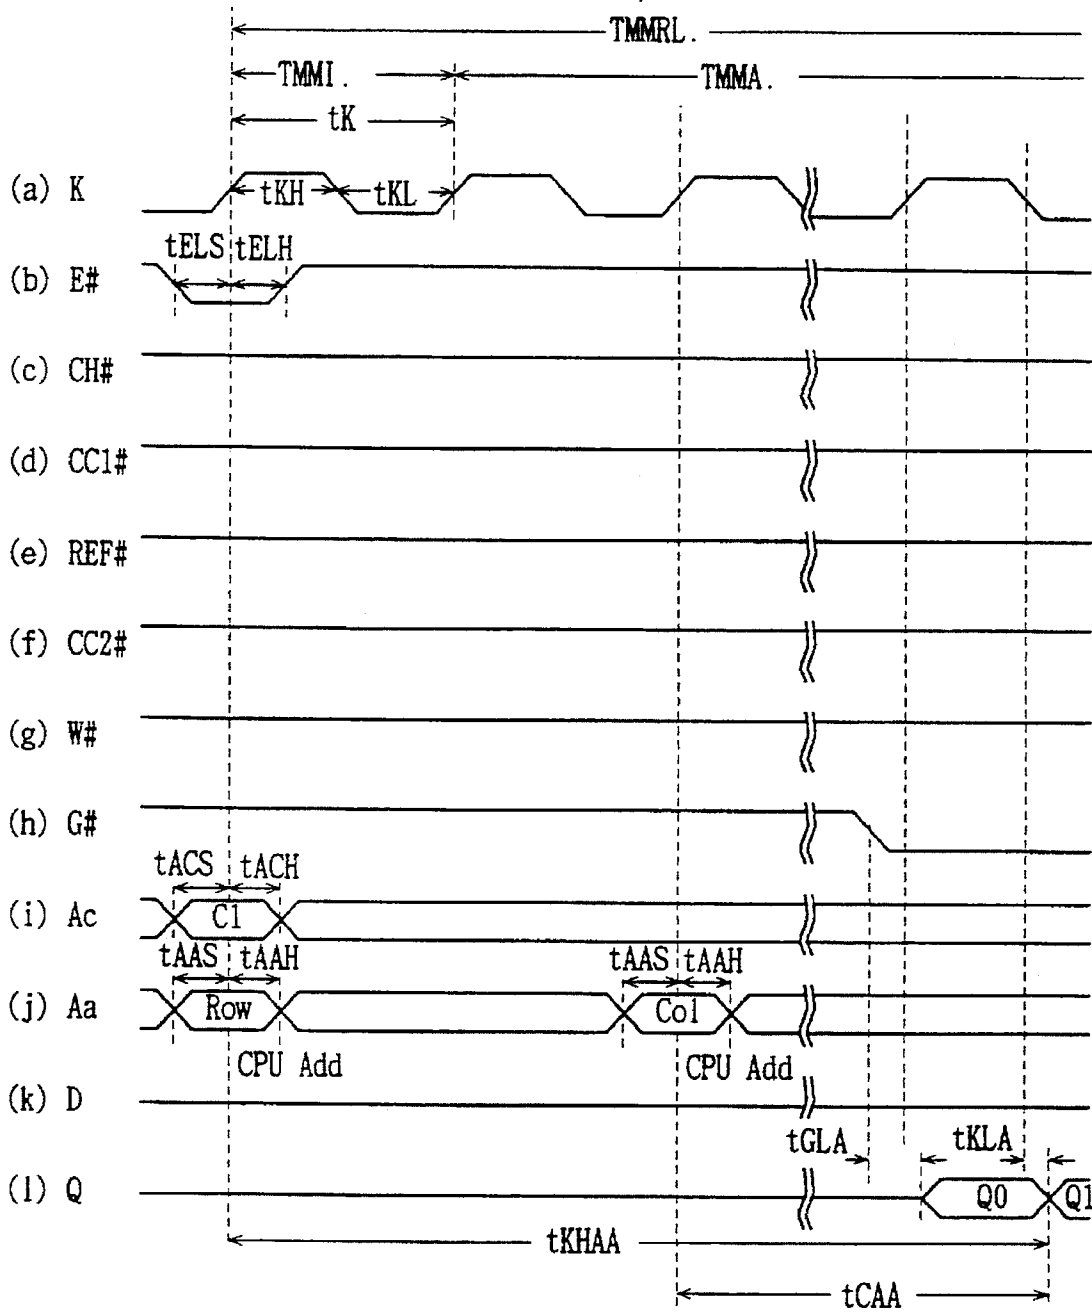 TMMRL.
TMMI. TMMA.
tK
(a) K tKH tKL
tELS tELH
(b) E#
(c) CH#
(d) CC1#
(e) REF#
(f) CC2#
(g) W#
(h) G#
tACS tACH
(i) Ac C1
tAAS tAAH tAAS tAAH
(j) Aa Row Col
CPU Add CPU Add
(k) D
tGLA tKLA
(l) Q Q0 Q1
tKHAA
tCAA